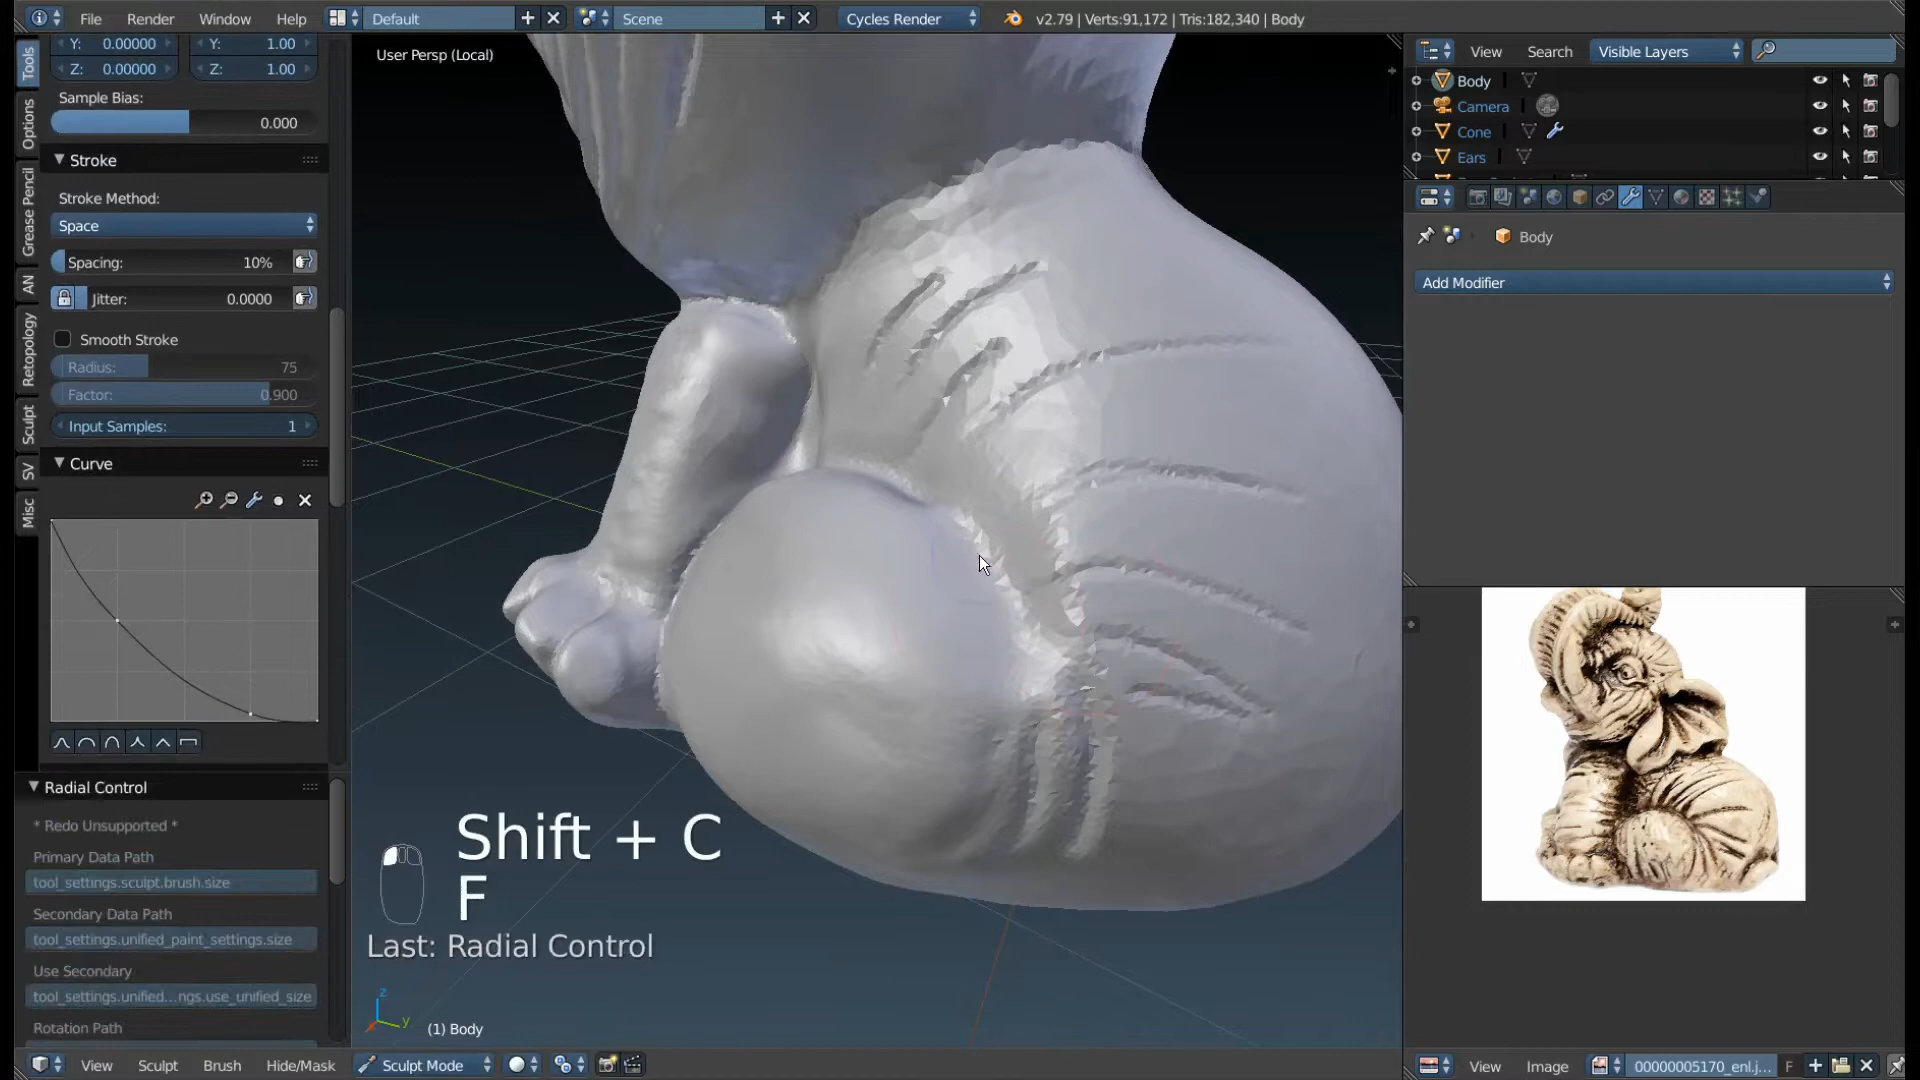 File Render Window Help Default Scene Cycles Render v2.79 | Verts:91,172 | Tris:182,340 | Body
Y: 0.00000 Y: 1.00
Z: 0.00000 Z: 1.00
Sample Bias:
0.000
Stroke
Stroke Method:
Space
Spacing: 10%
Jitter: 0.0000
Smooth Stroke
Radius: 75
Factor: 0.900
Input Samples: 1
Curve
Radial Control
* Redo Unsupported *
Primary Data Path
tool_settings.sculpt.brush.size
Secondary Data Path
tool_settings.unified_paint_settings.size
Use Secondary
tool_settings.unified...ngs.use_unified_size
Rotation Path
Tools
Options
Grease Pencil
AN
Retopology
Sculpt
SV
Misc
User Persp (Local)
Shift + C
F
Last: Radial Control
z
y
(1) Body
View Sculpt Brush Hide/Mask Sculpt Mode
View Search Visible Layers
Body
Camera
Cone
Ears
Body
Add Modifier
View Image 00000005170_enl.j... F